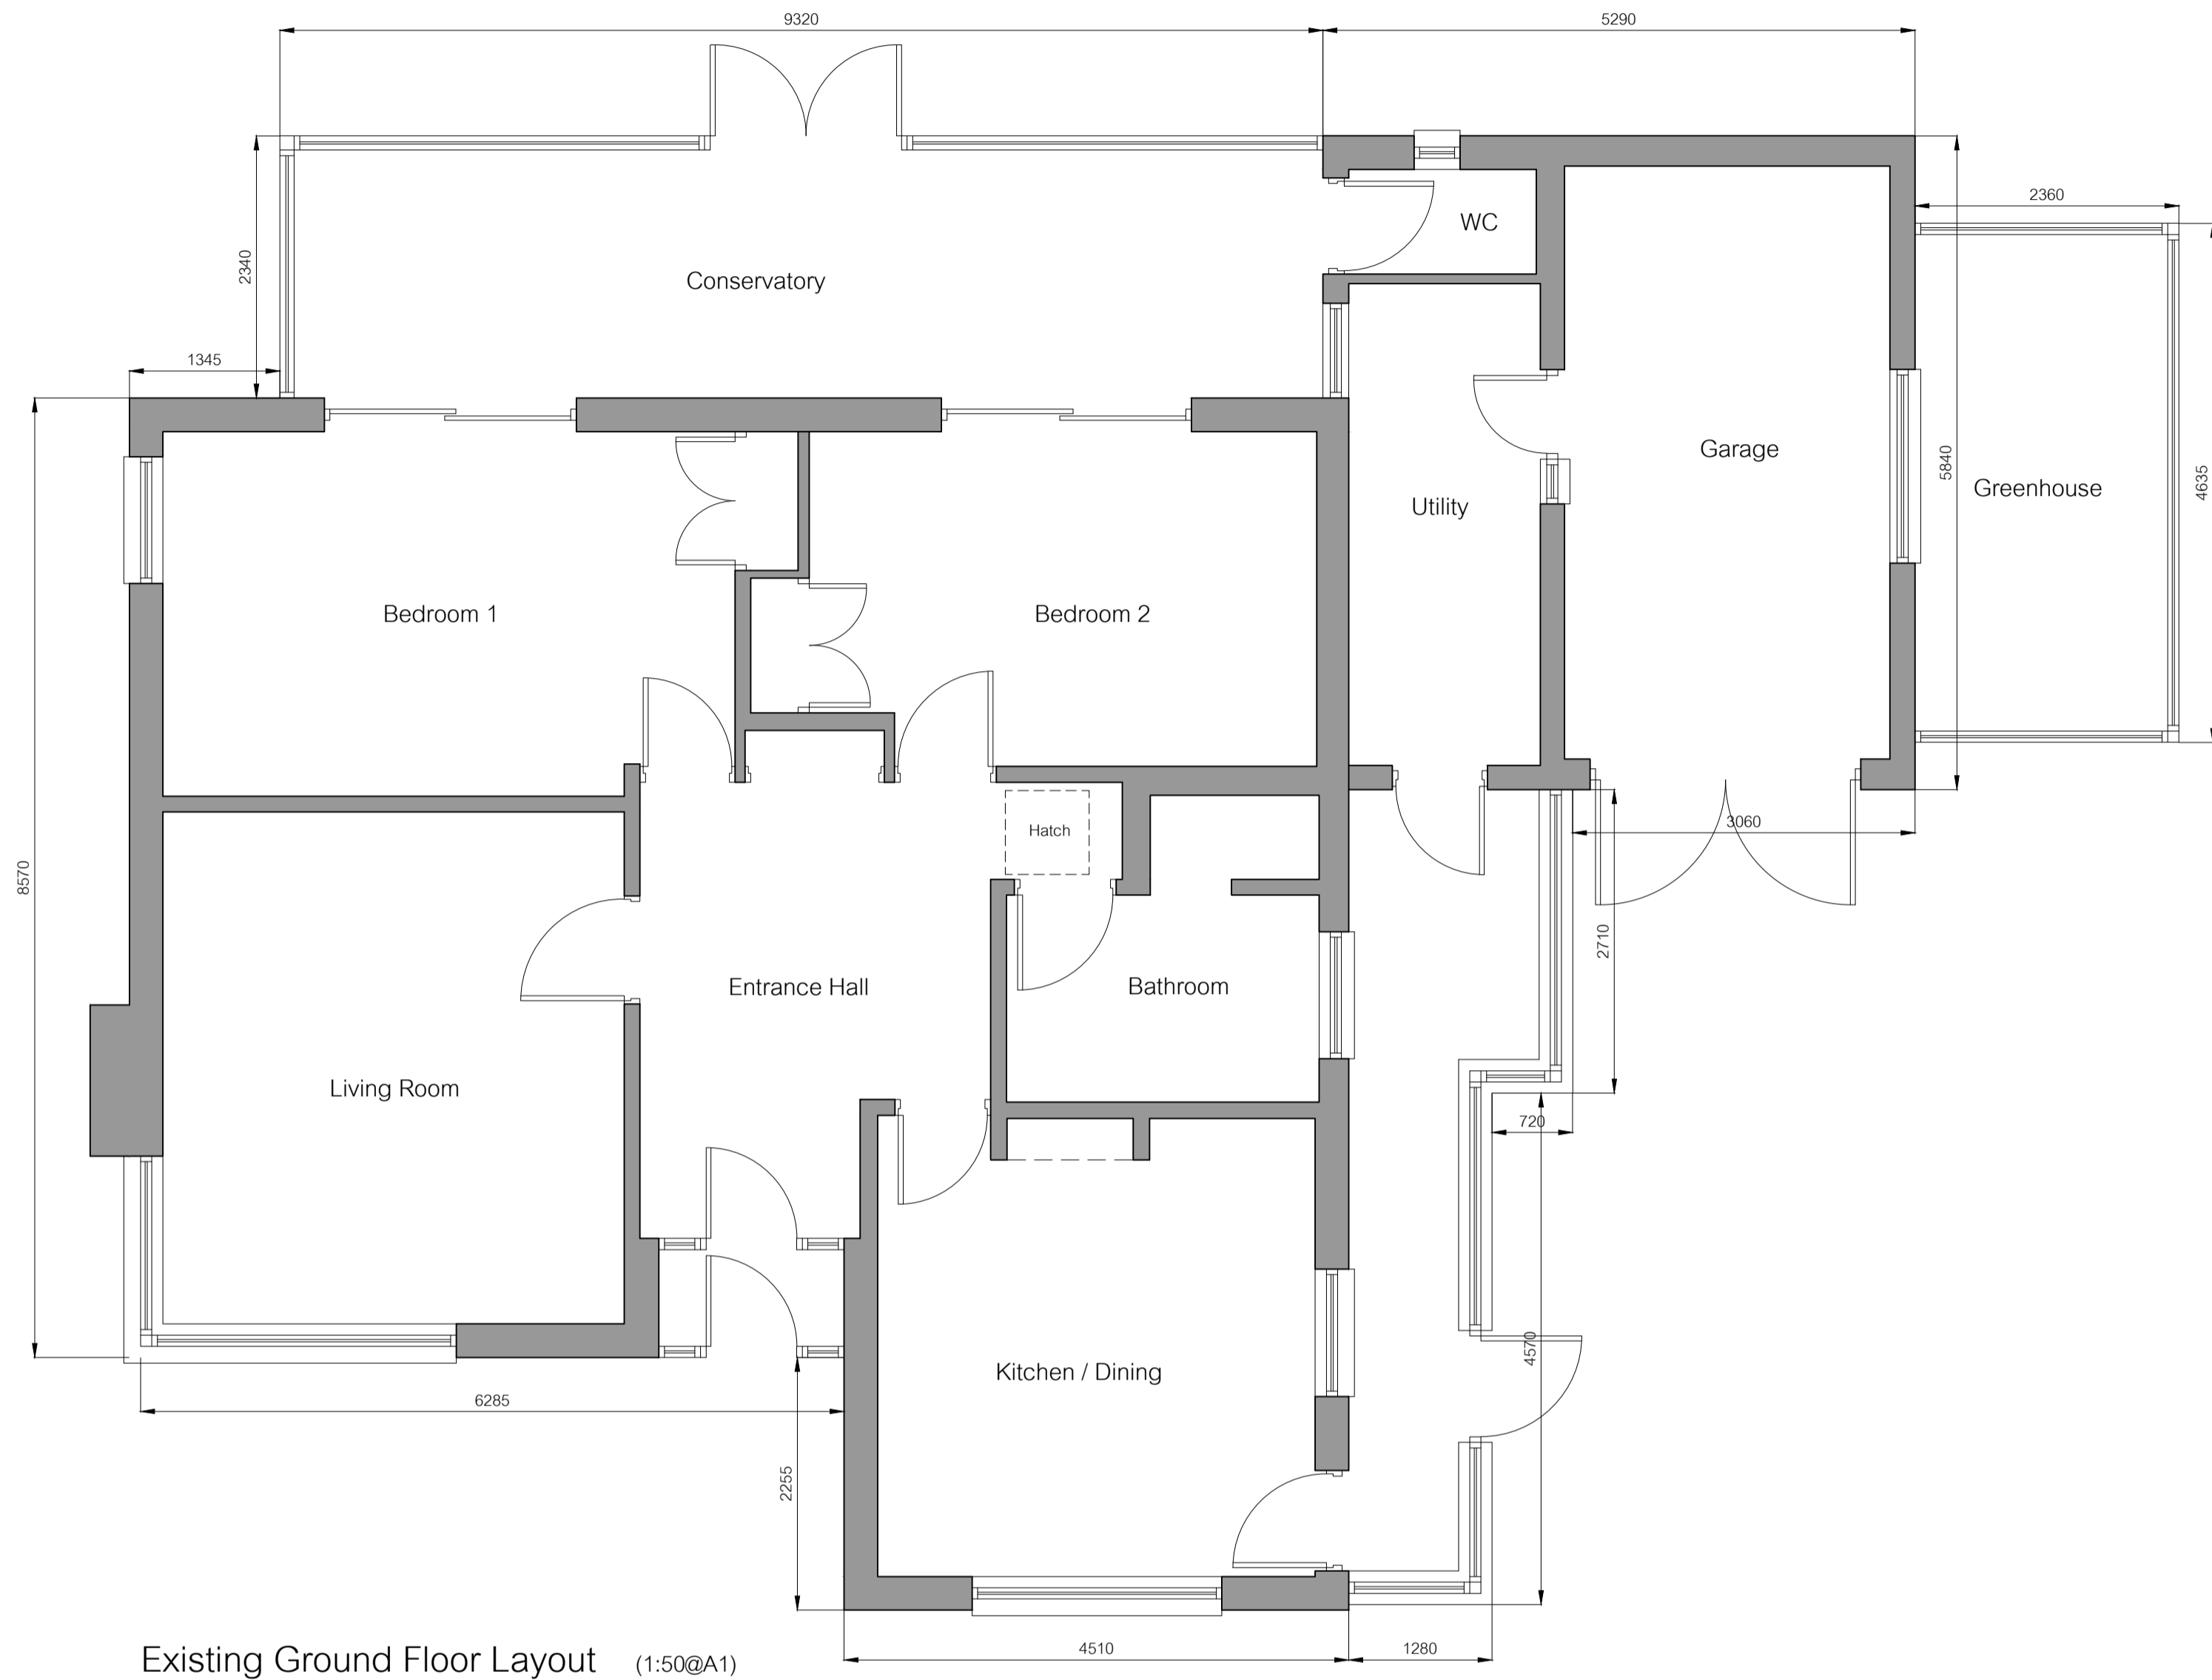 9320
5290
2360
WC
2340
Conservatory
1345
Garage
5840
4635
Greenhouse
Utility
Bedroom 1
Bedroom 2
3060
Hatch
8570
2710
Entrance Hall
Bathroom
Living Room
720
4570
Kitchen / Dining
6285
2255
4510
1280
Existing Ground Floor Layout (1:50@A1)